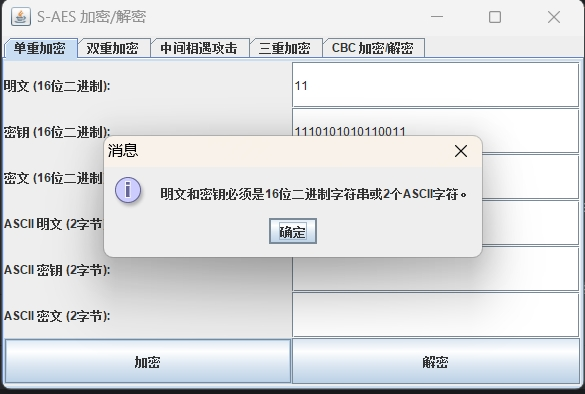 S-AES 加密/解密
单重加密 双重加密 中间相遇攻击 三重加密 CBC 加密/解密
明文 (16位二进制): 11
密钥 (16位二进制): 1110101010110011
消息
密文 (16位
明文和密钥必须是16位二进制字符串或2个ASCII字符。
ASCII 明文 (2字节
确定
ASCII 密钥 (2字节):
ASCII 密文 (2字节):
加密 解密